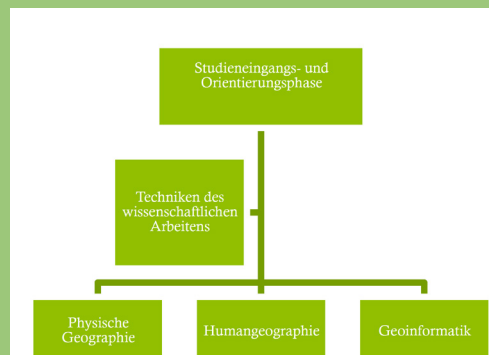 Studieneingangs- und
Orientierungsphase
Techniken des
wissenschaftlichen
Arbeitens
Physische
Geographie
Humangeographie
Geoinformatik